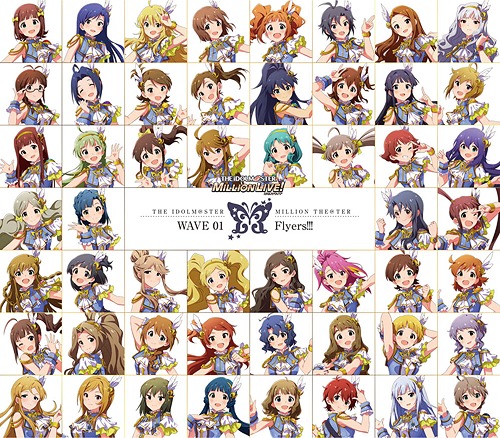 THE IDOLM@STER
MILLION LIVE!
THE IDOLM@STER MILLION THE@TER
WAVE 01 Flyers!!!